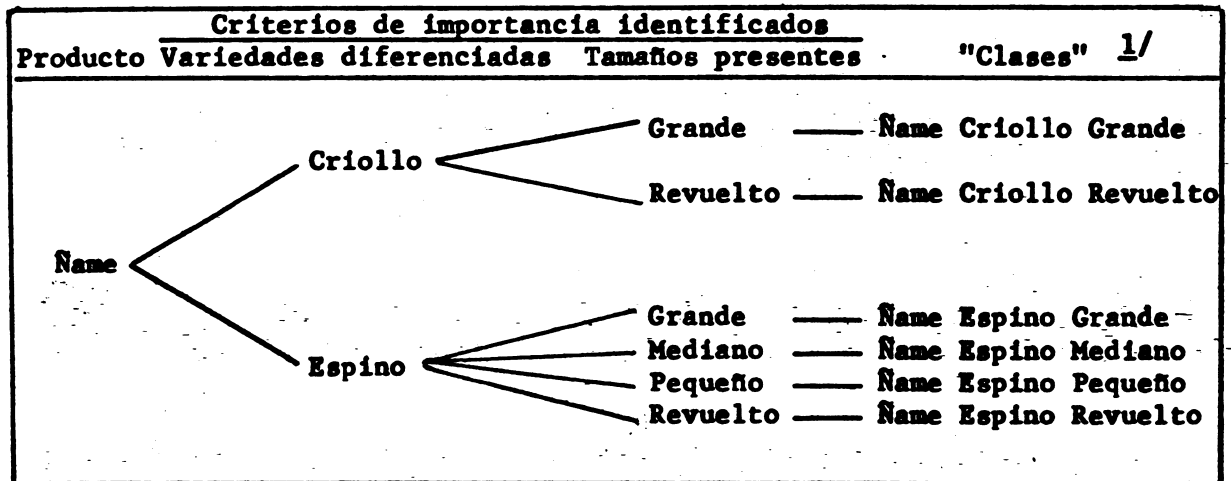 Criterios de importancia identificados
Producto Variedades diferenciadas Tamaños presentes "Clases" 1/
Grande Ñame Criollo Grande
Criollo
Revuelto Ñame Criollo Revuelto
Ñame
Grande Ñame Espino Grande
Mediano Ñame Espino Mediano
Espino
Pequeño Ñame Espino Pequeño
Revuelto Ñame Espino Revuelto